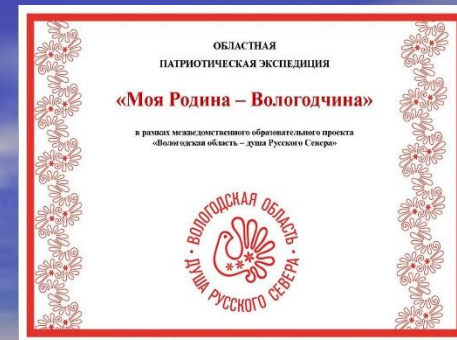 ОБЛАСТНАЯ
ПАТРИОТИЧЕСКАЯ ЭКСПЕДИЦИЯ
«Моя Родина – Вологодчина»
в рамках межведомственного образовательного проекта
«Вологодская область – душа Русского Севера»
ВОЛОГОДСКАЯ ОБЛАСТЬ •
ДУША РУССКОГО СЕВЕРА •